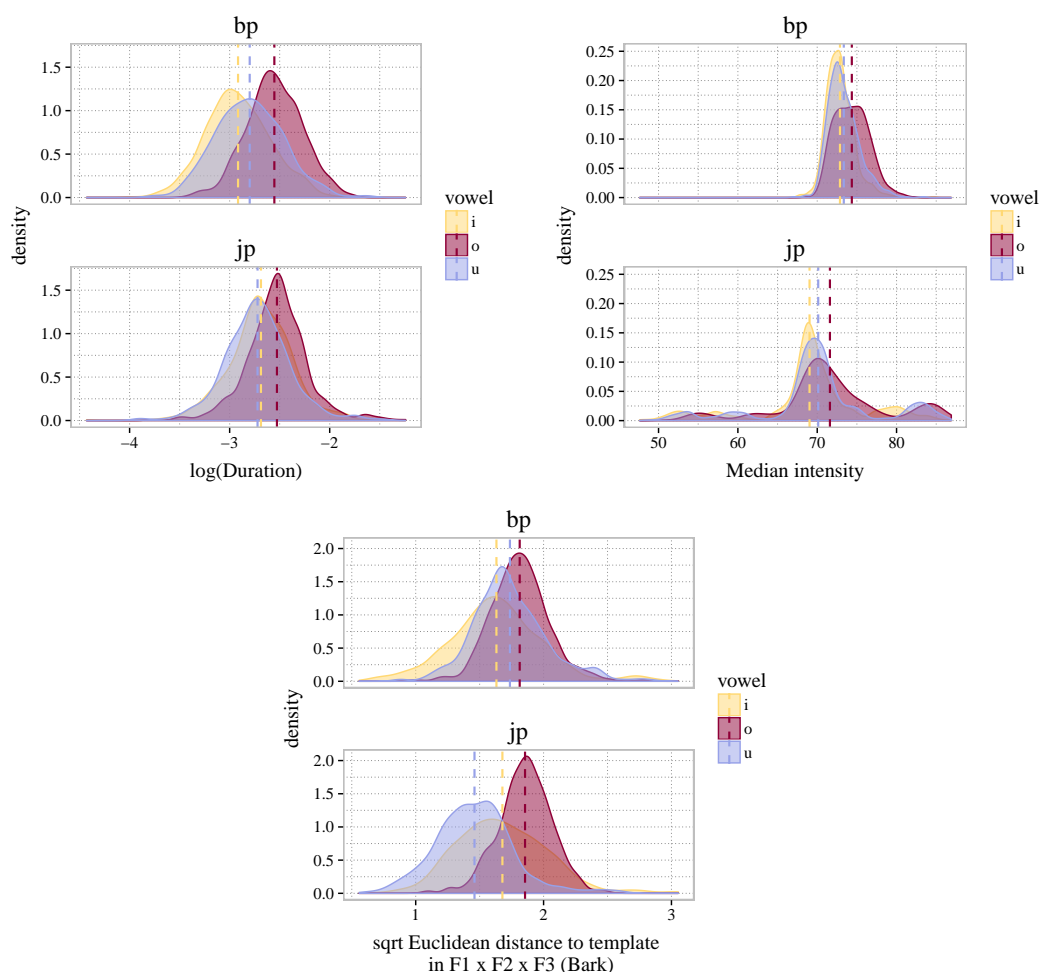 bp
1.5
1.0
0.5
0.0
jp
1.5
1.0
0.5
0.0
−4
−3
−2
log(Duration)
density
vowel
i
o
u
bp
0.25
0.20
0.15
0.10
0.05
0.00
jp
0.25
0.20
0.15
0.10
0.05
0.00
50
60
70
80
Median intensity
density
vowel
i
o
u
bp
2.0
1.5
1.0
0.5
0.0
jp
2.0
1.5
1.0
0.5
0.0
1
2
3
sqrt Euclidean distance to template
in F1 x F2 x F3 (Bark)
density
vowel
i
o
u